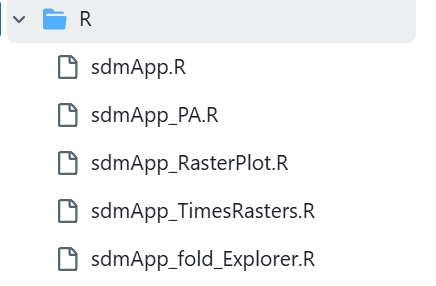 R
sdmApp.R
sdmApp_PA.R
sdmApp_RasterPlot.R
sdmApp_TimesRasters.R
sdmApp_fold_Explorer.R